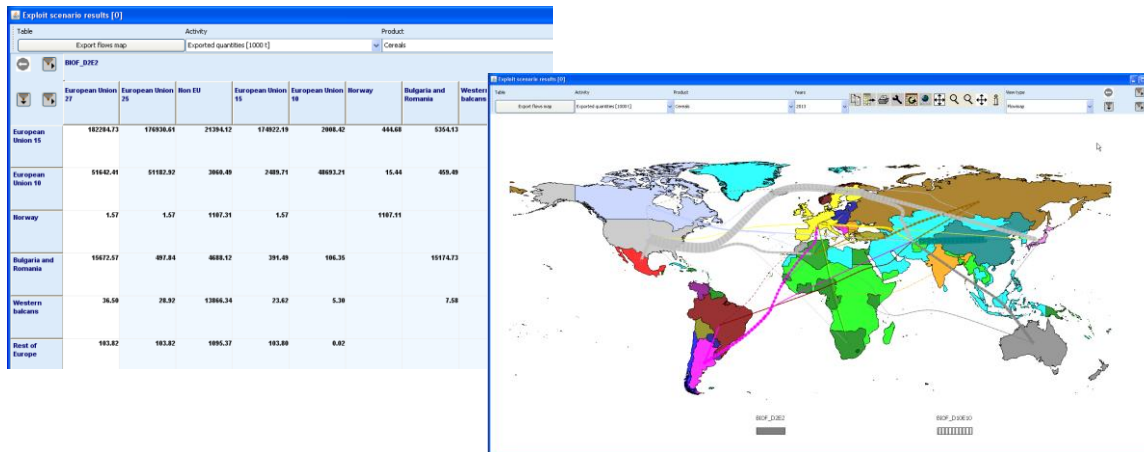 Exploit scenario results [0]
Table Activity Product
Export flows map Exported quantities [1000 t] Cereals
BIOF_D2E2
European Union 27 European Union 25 Non EU European Union 15 European Union 10 Norway Bulgaria and Romania Western balcans
European Union 15 182284.73 176930.61 21394.12 174922.19 2008.42 444.68 5354.13
European Union 10 51642.41 51182.92 3060.49 2489.71 48693.21 15.44 459.49
Norway 1.57 1.57 1107.31 1.57 1107.11
Bulgaria and Romania 15672.57 497.84 4688.12 391.49 106.35 15174.73
Western balcans 36.50 28.92 13866.34 23.62 5.30 7.58
Rest of Europe 103.82 103.82 1095.37 103.80 0.02
Exploit scenario results [0]
Table Activity Product Years View type
Export flows map Exported quantities [1000 t] Cereals 2013 Flowmap
BIOF_D2E2 BIOF_D10E10